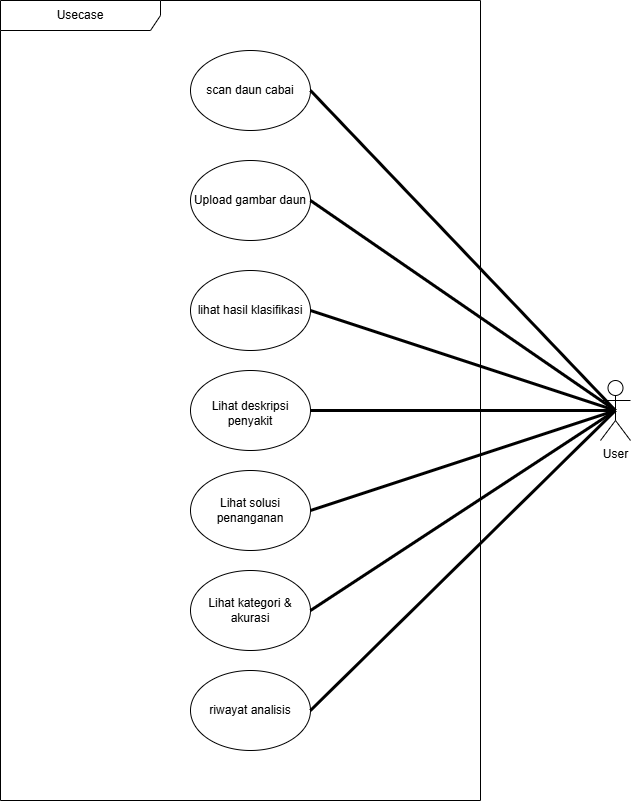 Usecase
scan daun cabai
Upload gambar daun
lihat hasil klasifikasi
Lihat deskripsi
penyakit
Lihat solusi
penanganan
Lihat kategori &
akurasi
riwayat analisis
User